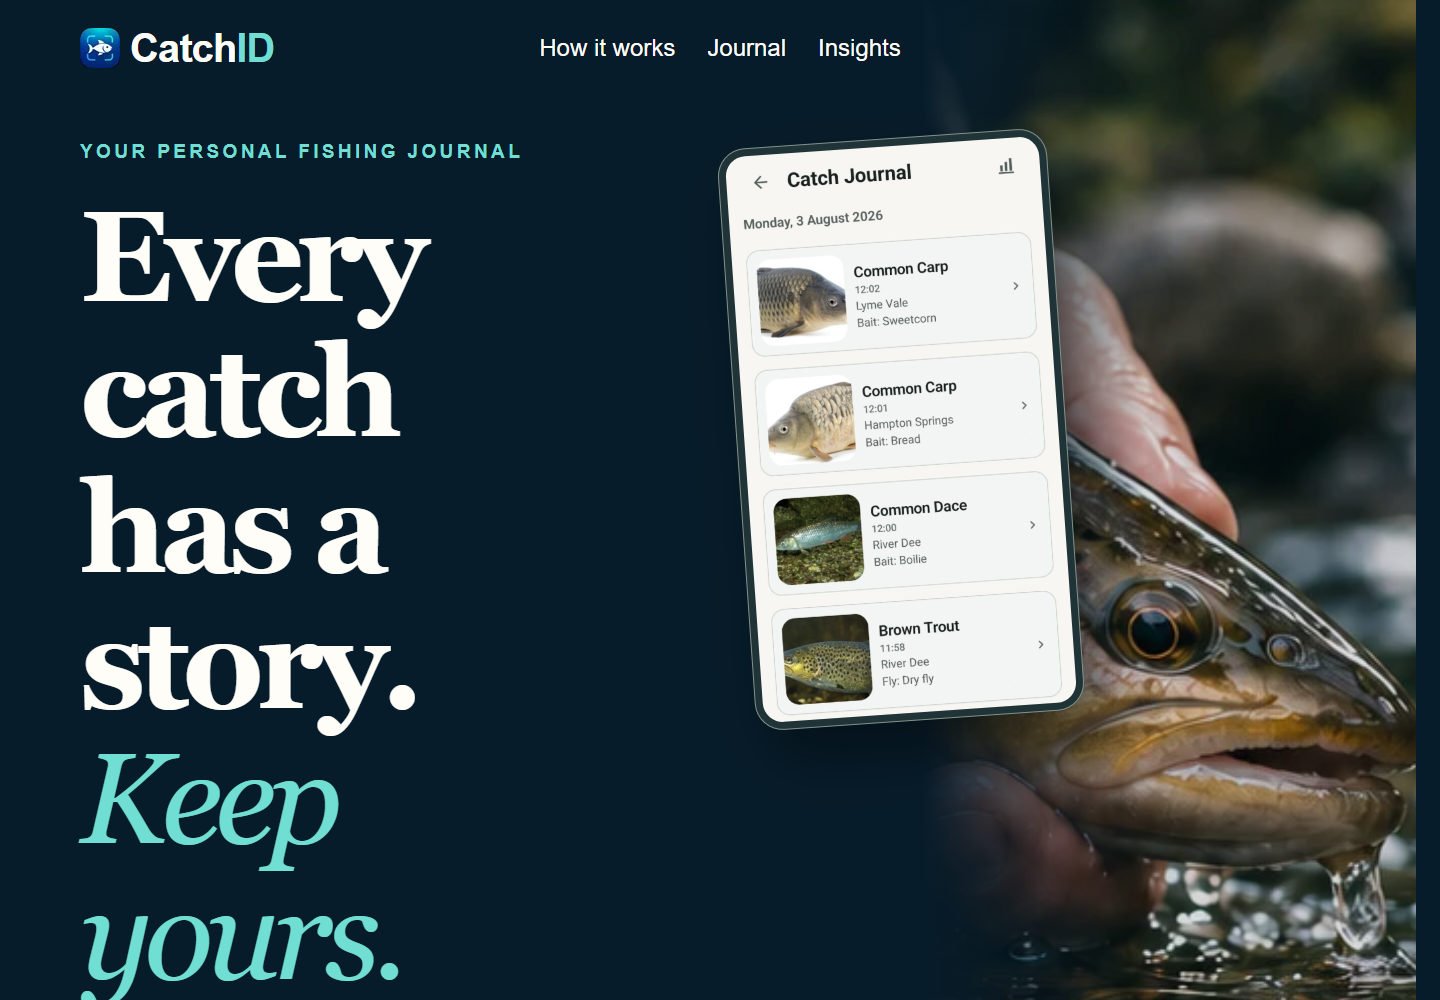 CatchID
How it works
Journal
Insights
YOUR PERSONAL FISHING JOURNAL
Every
catch
has a
story.
Keep
yours.
Catch Journal
Monday, 3 August 2026
Common Carp
12:02
Lyme Vale
Bait: Sweetcorn
Common Carp
12:01
Hampton Springs
Bait: Bread
Common Dace
12:00
River Dee
Bait: Boilie
Brown Trout
11:58
River Dee
Fly: Dry fly